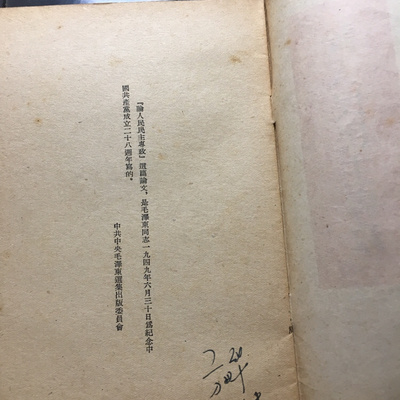 『論人民民主專政』這篇論文，是毛澤東同志一九四九年六月三十日爲紀念中
國共產黨成立二十八週年寫的。
中共中央毛澤東選集出版委員會